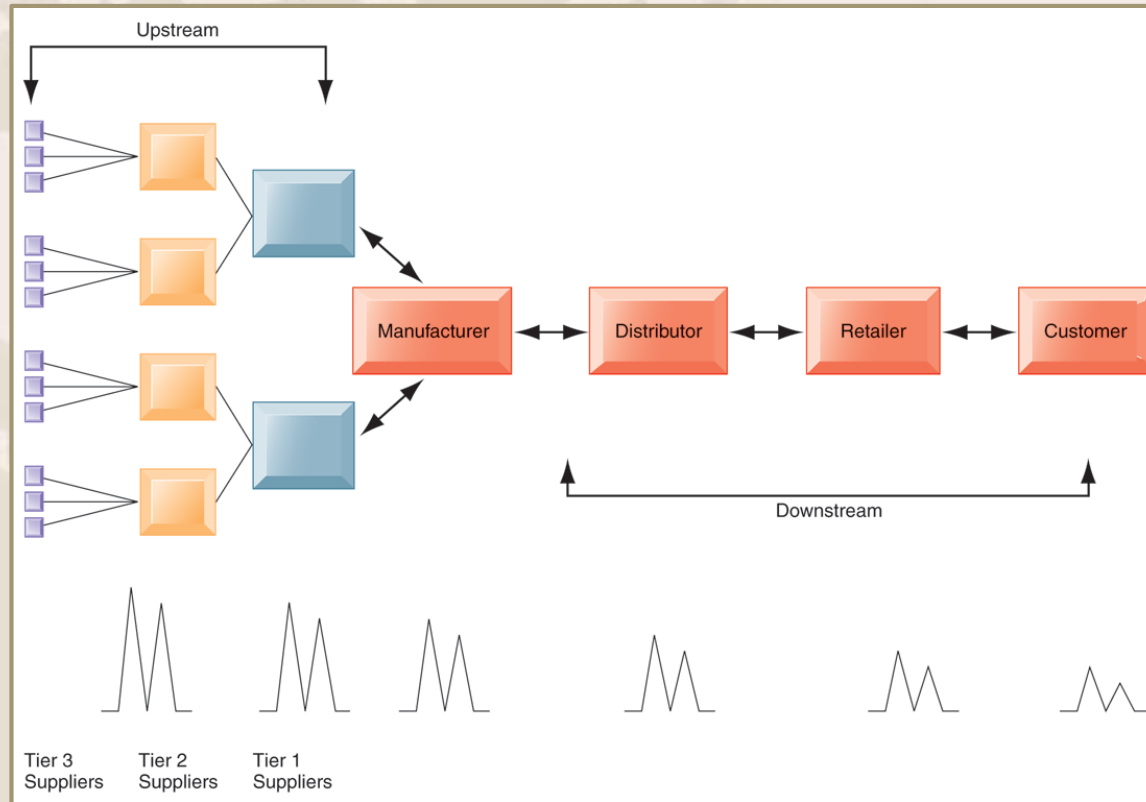 Upstream
Manufacturer
Distributor
Retailer
Customer
Downstream
Tier 3
Suppliers
Tier 2
Suppliers
Tier 1
Suppliers